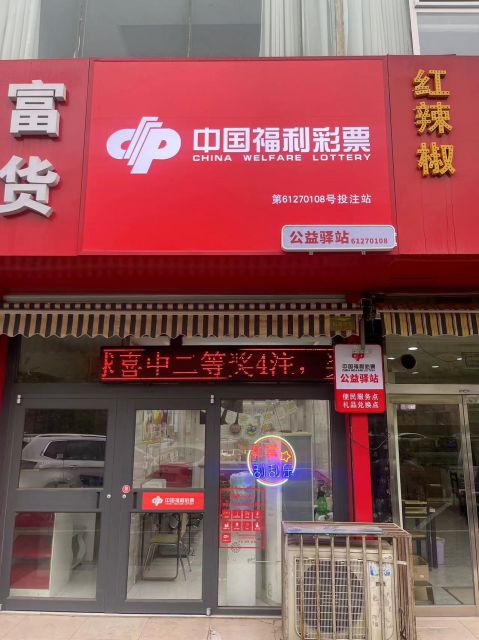 富
货
中国福利彩票
CHINA WELFARE LOTTERY
第61270108号投注站
公益驿站 61270108
红
辣
椒
喜中二等奖4注，
中国福利彩票
公益驿站
便民服务点
礼品兑换点
刮刮乐
中国福利彩票